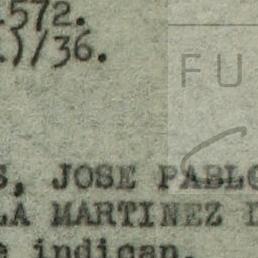 .572.
)/36.
FU
S, JOSE PABLO
LA MARTINEZ
e indican.